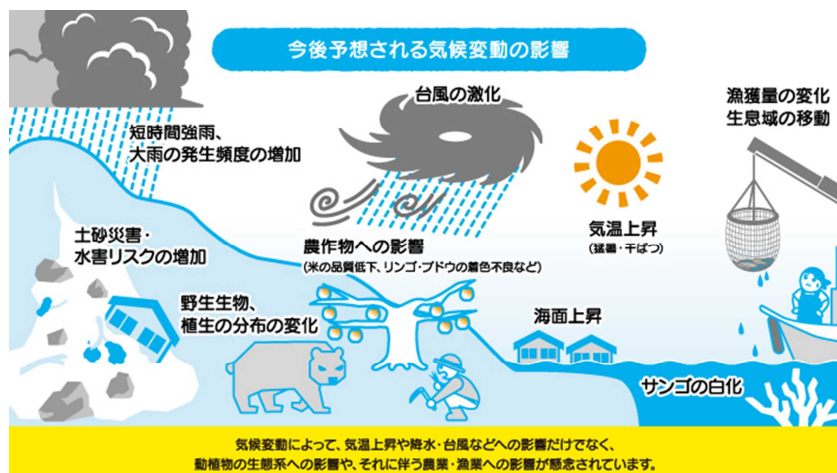 今後予想される気候変動の影響
短時間強雨、
大雨の発生頻度の増加
台風の激化
漁獲量の変化
生息域の移動
気温上昇
(猛暑・干ばつ)
土砂災害・
水害リスクの増加
農作物への影響
(米の品質低下、リンゴ・ブドウの着色不良など)
野生生物、
植生の分布の変化
海面上昇
サンゴの白化
気候変動によって、気温上昇や降水・台風などへの影響だけでなく、
動植物の生態系への影響や、それに伴う農業・漁業への影響が懸念されています。